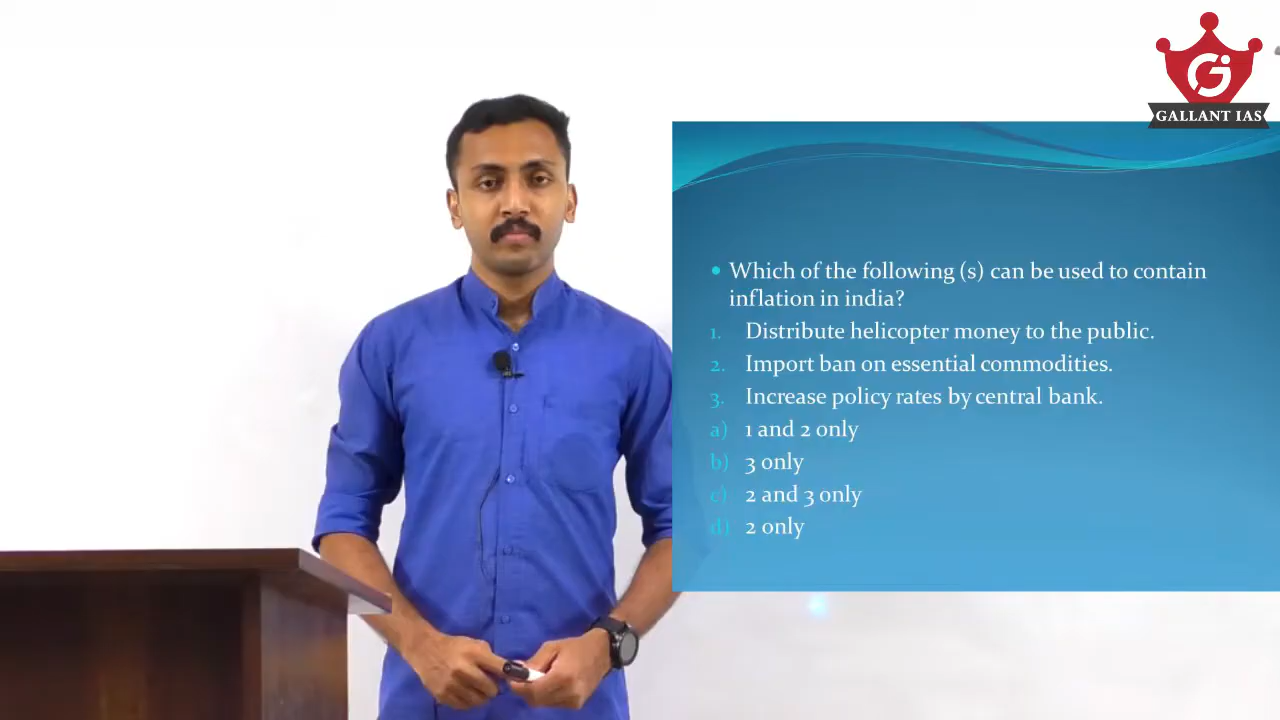 GALLANT IAS
Which of the following (s) can be used to contain
inflation in india?
1. Distribute helicopter money to the public.
2. Import ban on essential commodities.
3. Increase policy rates by central bank.
a) 1 and 2 only
b) 3 only
c) 2 and 3 only
d) 2 only